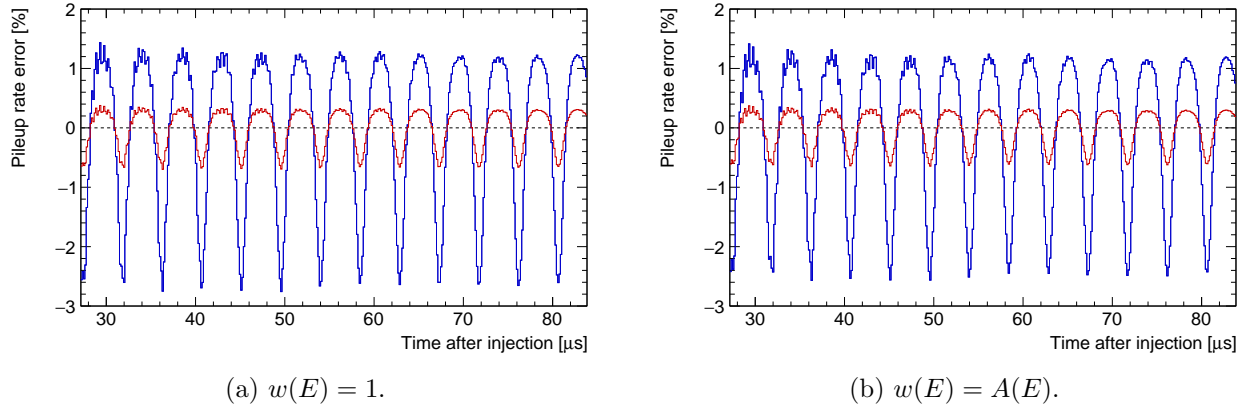 Pileup rate error [%]
2
1
0
−1
−2
−3
30 40 50 60 70 80
Time after injection [μs]
(a) w(E) = 1.
Pileup rate error [%]
2
1
0
−1
−2
−3
30 40 50 60 70 80
Time after injection [μs]
(b) w(E) = A(E).